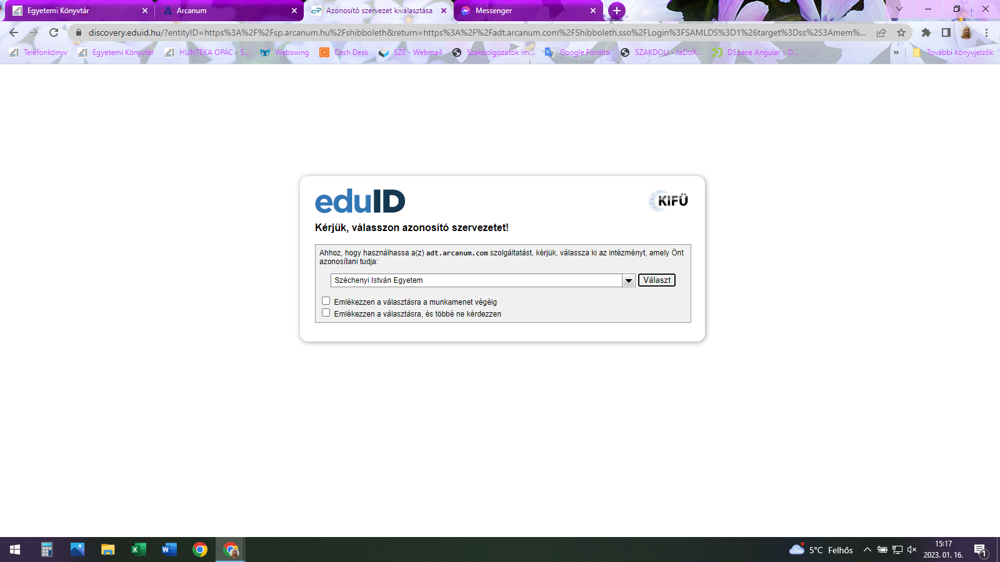 Egyetemi Könyvtár
Arcanum
Azonosító szervezet kiválasztása
Messenger
discovery.eduid.hu/?entityID=https%3A%2F%2Fsp.arcanum.hu%2Fshibboleth&return=https%3A%2F%2Fadt.arcanum.com%2FShibboleth.sso%2FLogin%3FSAMLDS%3D1%26target%3Dss%253Amem%...
Telefonkönyv
Egyetemi Könyvtár
HUNTÉKA OPAC - S...
Webswing
Cash Desk
SZE - Webmail
Szakdolgozatok im...
Google Fordító
SZAKDOLI - JaDoX...
DSpace Angular :: D...
»
További könyvjelzők
eduID
KIFÜ
Kérjük, válasszon azonosító szervezetet!
Ahhoz, hogy használhassa a(z) adt.arcanum.com szolgáltatást, kérjük, válassza ki az intézményt, amely Önt
azonosítani tudja:
Széchenyi István Egyetem
Választ
Emlékezzen a választásra a munkamenet végéig
Emlékezzen a választásra, és többé ne kérdezzen
5°C Felhős
15:17
2023. 01. 16.
1